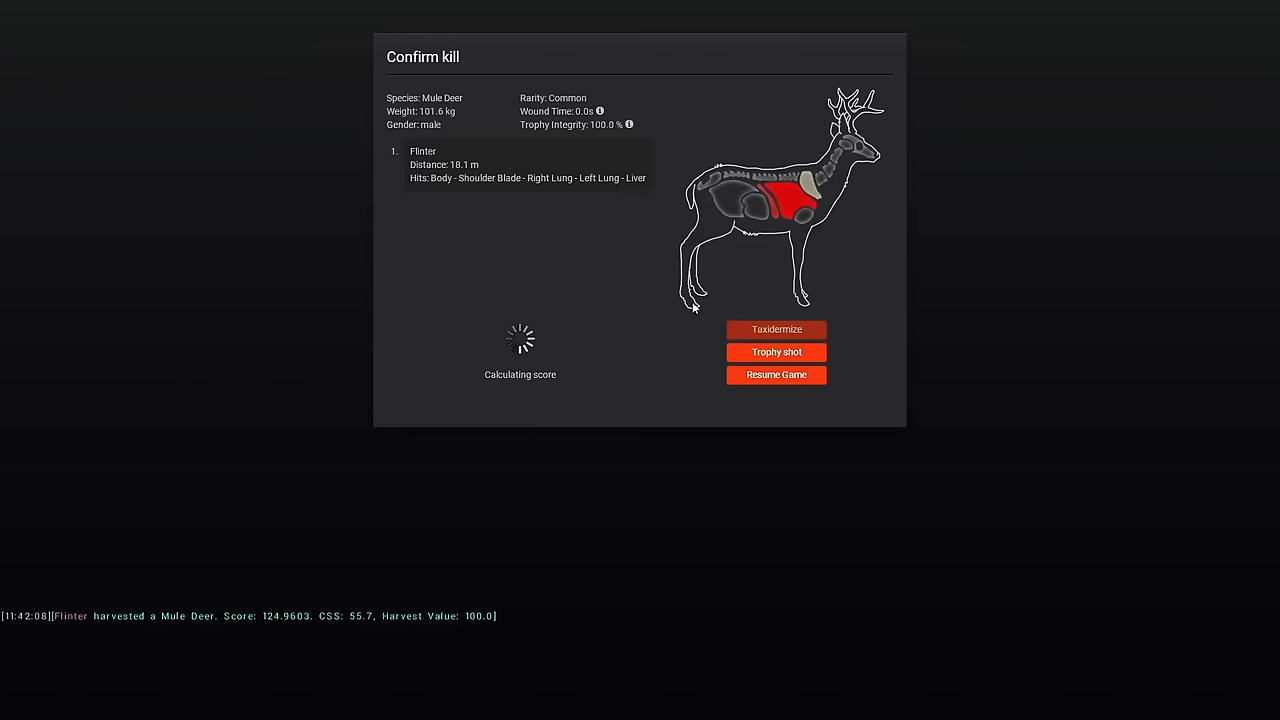 Confirm kill
Species: Mule Deer
Weight: 101.6 kg
Gender: male
Rarity: Common
Wound Time: 0.0s
Trophy Integrity: 100.0 %
1. Flinter
Distance: 18.1 m
Hits: Body - Shoulder Blade - Right Lung - Left Lung - Liver
Calculating score
Taxidermize
Trophy shot
Resume Game
[11:42:08][Flinter harvested a Mule Deer. Score: 124.9603. CSS: 55.7, Harvest Value: 100.0]